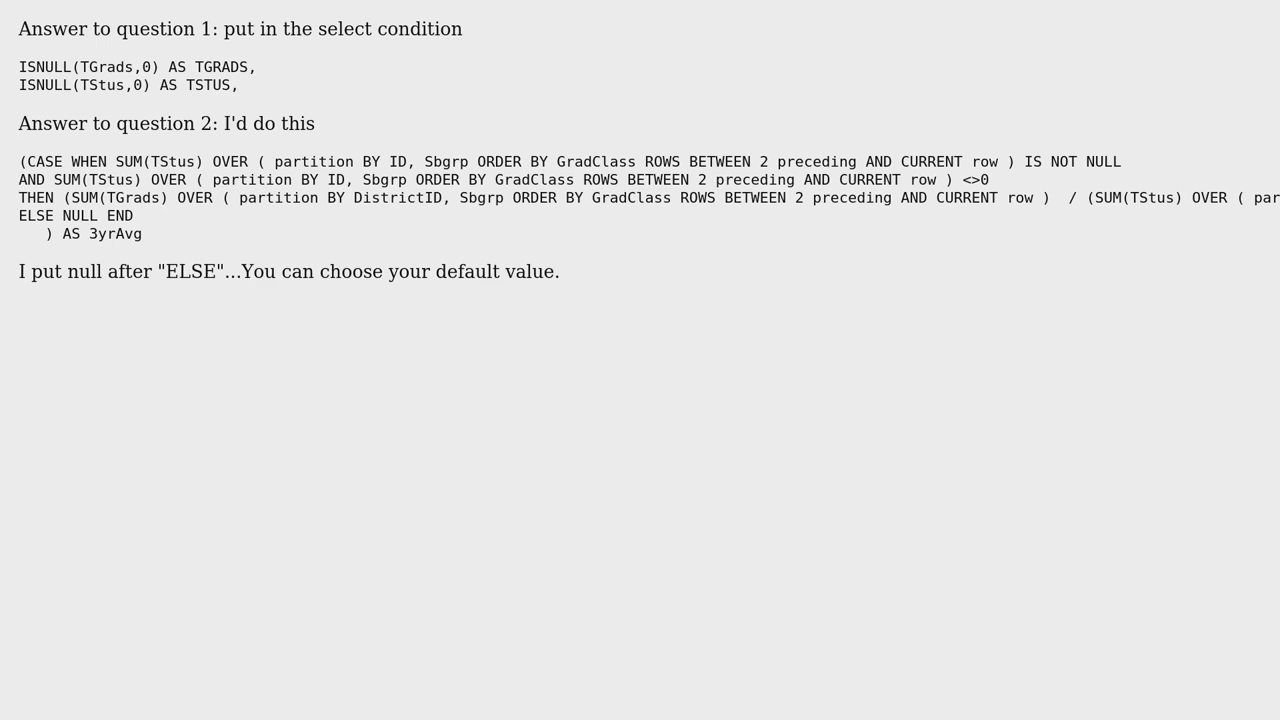 Answer to question 1: put in the select condition
ISNULL(TGrads,0) AS TGRADS,
ISNULL(TStus,0) AS TSTUS,
Answer to question 2: I'd do this
(CASE WHEN SUM(TStus) OVER ( partition BY ID, Sbgrp ORDER BY GradClass ROWS BETWEEN 2 preceding AND CURRENT row ) IS NOT NULL
AND SUM(TStus) OVER ( partition BY ID, Sbgrp ORDER BY GradClass ROWS BETWEEN 2 preceding AND CURRENT row ) <>0
THEN (SUM(TGrads) OVER ( partition BY DistrictID, Sbgrp ORDER BY GradClass ROWS BETWEEN 2 preceding AND CURRENT row )  / (SUM(TStus) OVER ( par
ELSE NULL END
   ) AS 3yrAvg
I put null after "ELSE"...You can choose your default value.